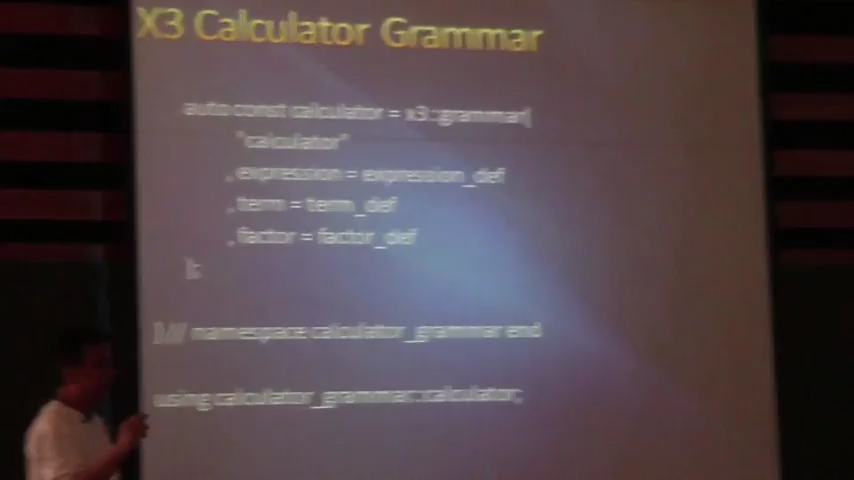 X3 Calculator Grammar
auto const calculator = x3::grammar(
"calculator"
, expression = expression_def
, term = term_def
, factor = factor_def
);
} // namespace calculator_grammar end
using calculator_grammar::calculator;